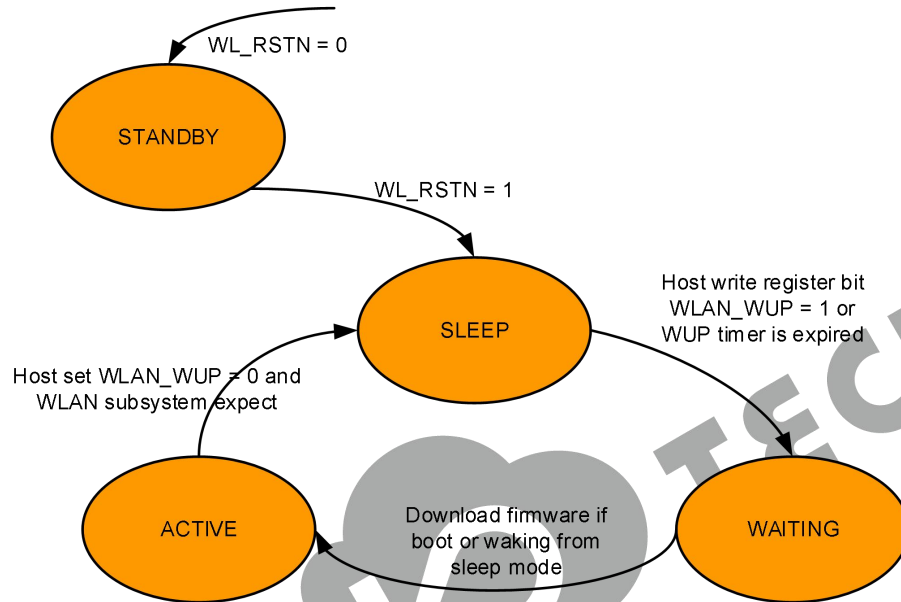 WL_RSTN = 0
STANDBY
WL_RSTN = 1
Host write register bit
WLAN_WUP = 1 or
WUP timer is expired
SLEEP
Host set WLAN_WUP = 0 and
WLAN subsystem expect
ACTIVE
Download firmware if
boot or waking from
sleep mode
WAITING